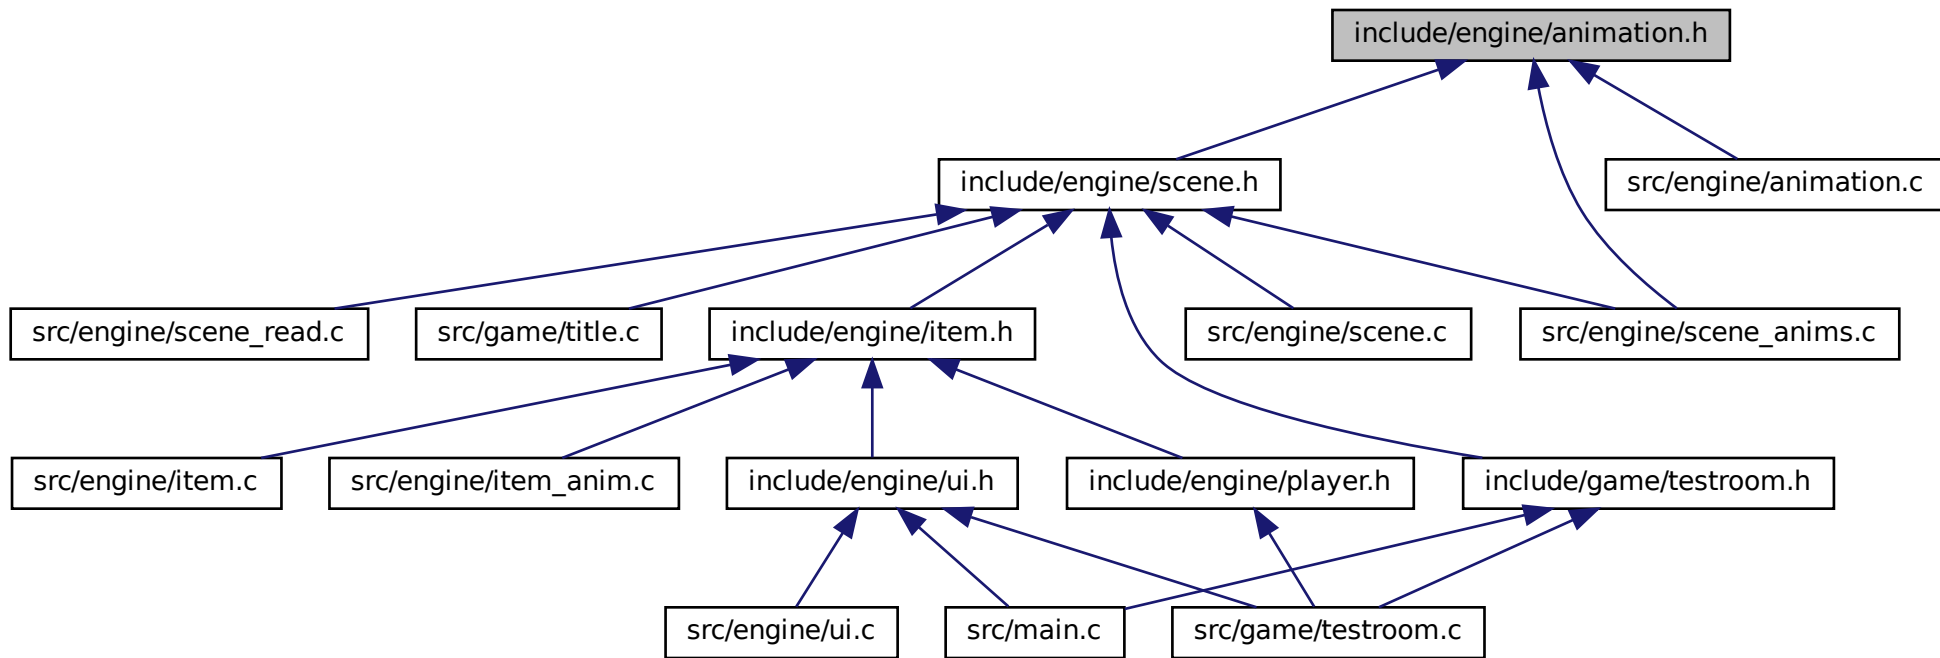 include/engine/animation.h
include/engine/scene.h
src/engine/animation.c
src/engine/scene_read.c
src/game/title.c
include/engine/item.h
src/engine/scene.c
src/engine/scene_anims.c
src/engine/item.c
src/engine/item_anim.c
include/engine/ui.h
include/engine/player.h
include/game/testroom.h
src/engine/ui.c
src/main.c
src/game/testroom.c